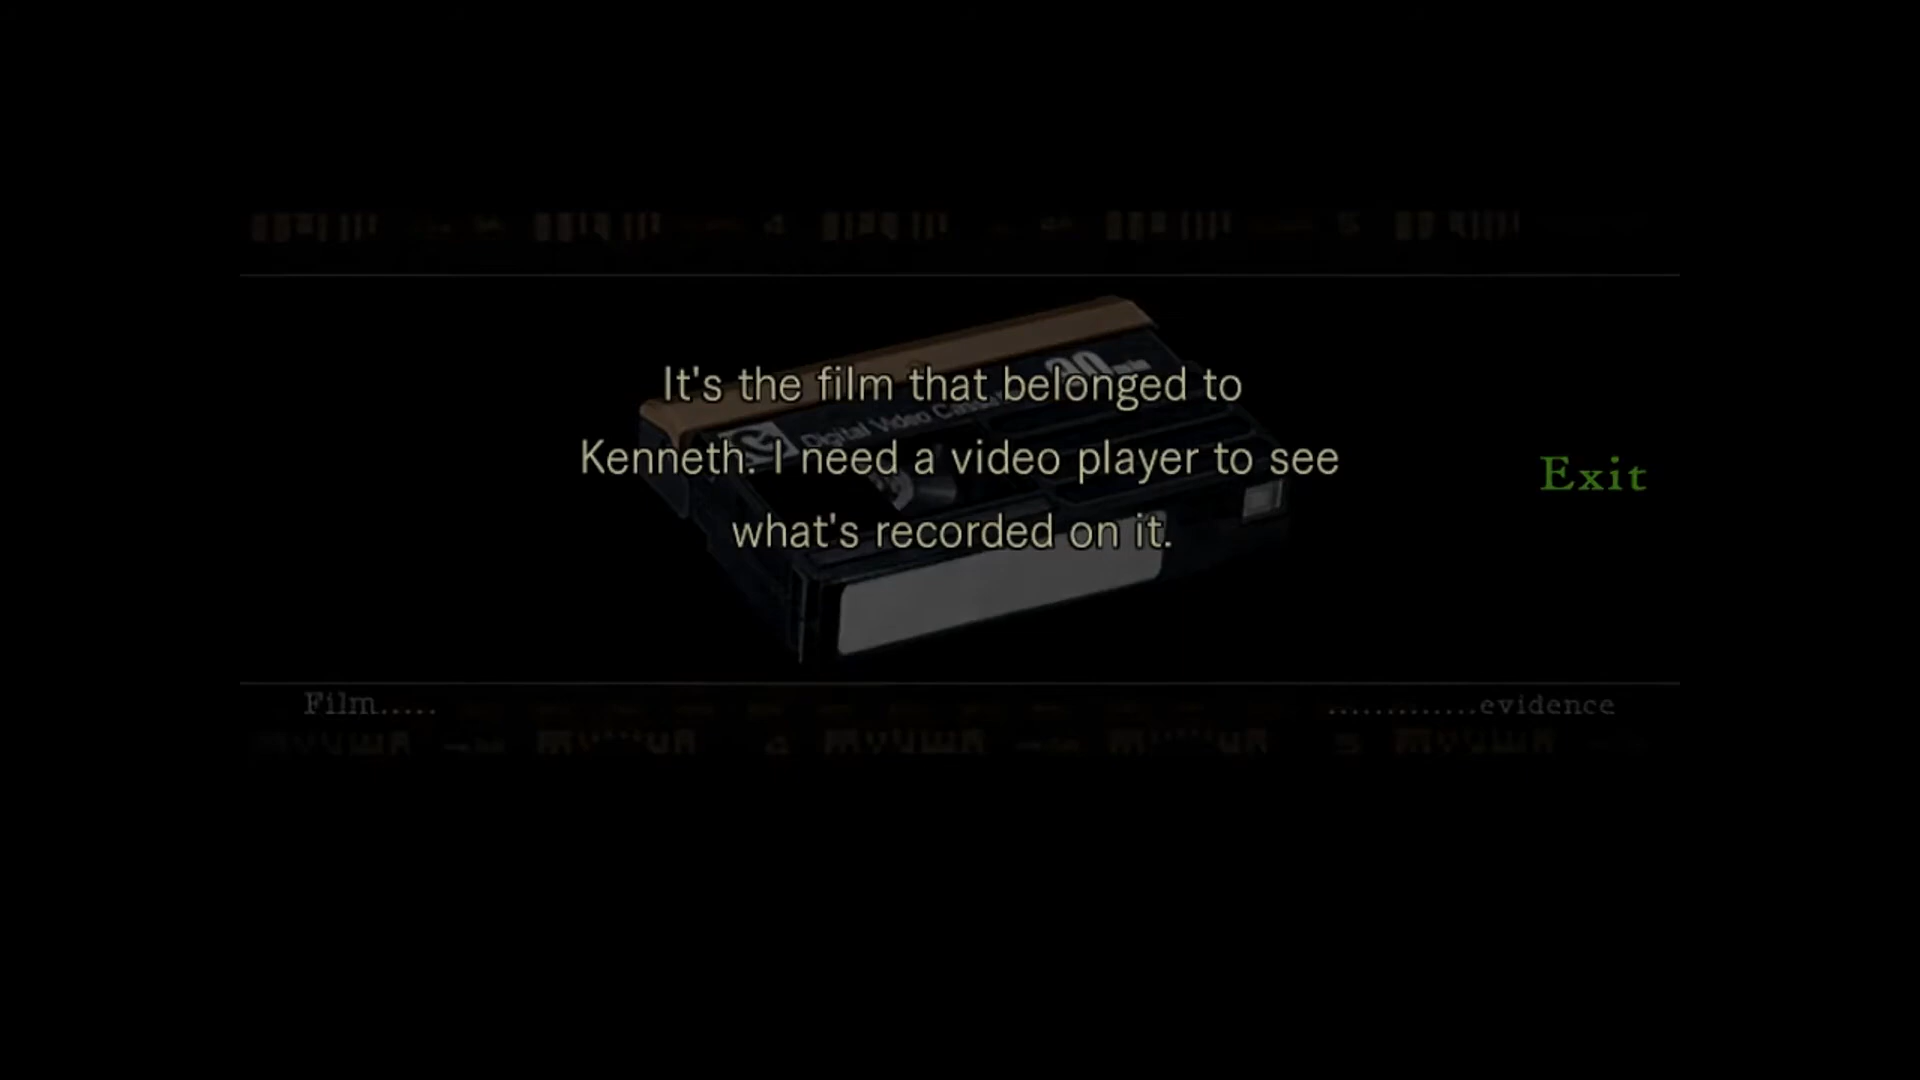 It's the film that belonged to
Kenneth. I need a video player to see
what's recorded on it.
Exit
Digital Video
Film.....
.............evidence